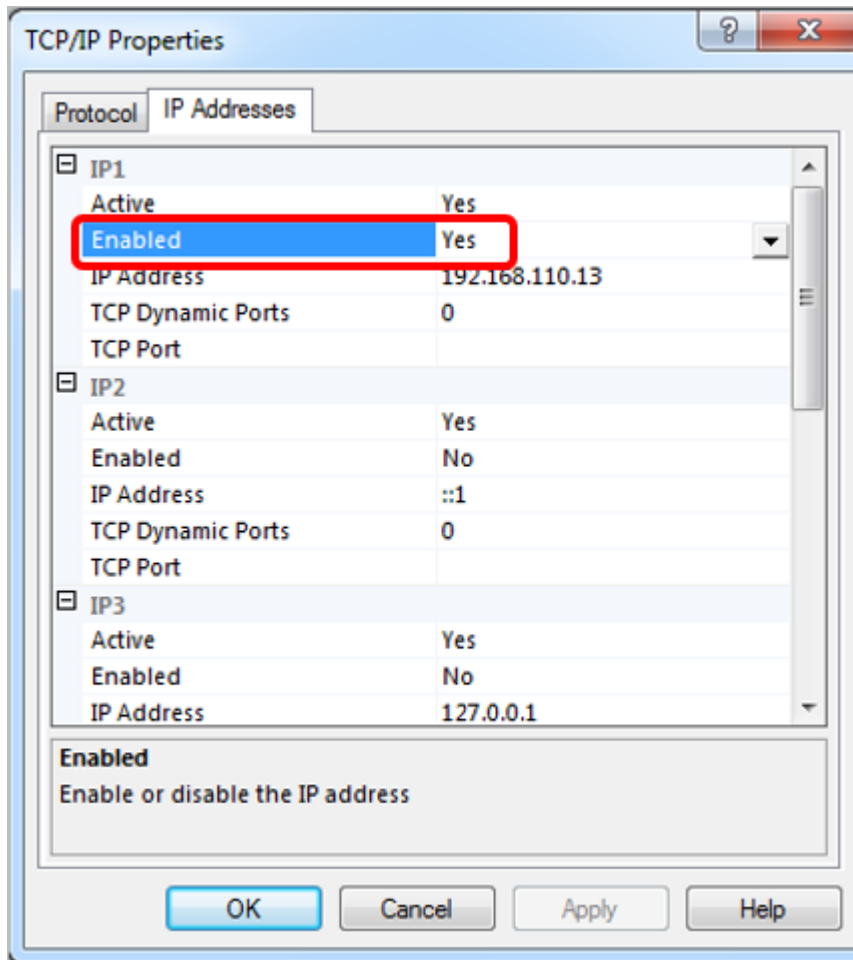 TCP/IP Properties
Protocol
IP Addresses
IP1
Active Yes
Enabled Yes
IP Address 192.168.110.13
TCP Dynamic Ports 0
TCP Port
IP2
Active Yes
Enabled No
IP Address ::1
TCP Dynamic Ports 0
TCP Port
IP3
Active Yes
Enabled No
IP Address 127.0.0.1
Enabled
Enable or disable the IP address
OK Cancel Apply Help